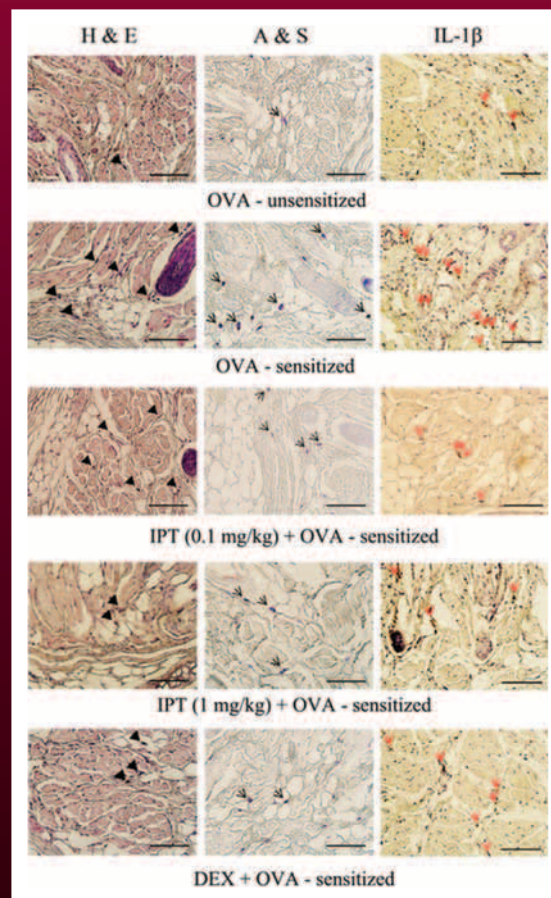 H & E A & S IL-1β
OVA - unsensitized
OVA - sensitized
IPT (0.1 mg/kg) + OVA - sensitized
IPT (1 mg/kg) + OVA - sensitized
DEX + OVA - sensitized